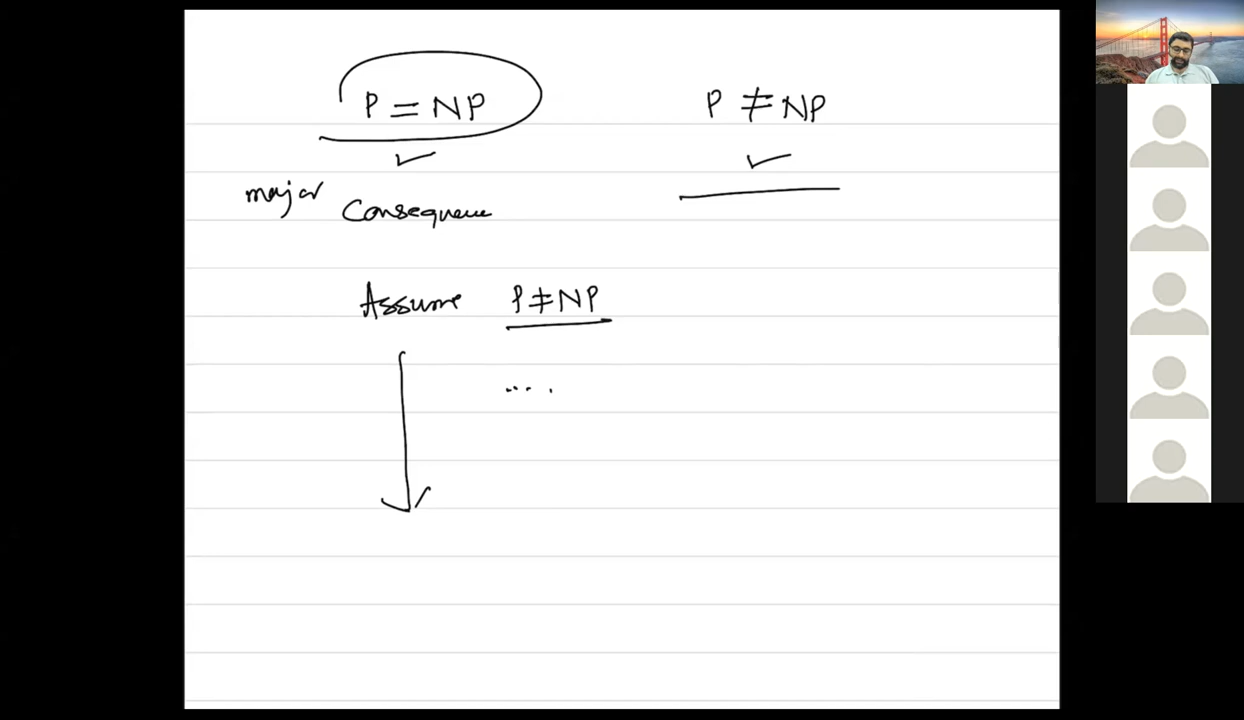 P = NP P ≠ NP
major Consequence
Assume P ≠ NP
....